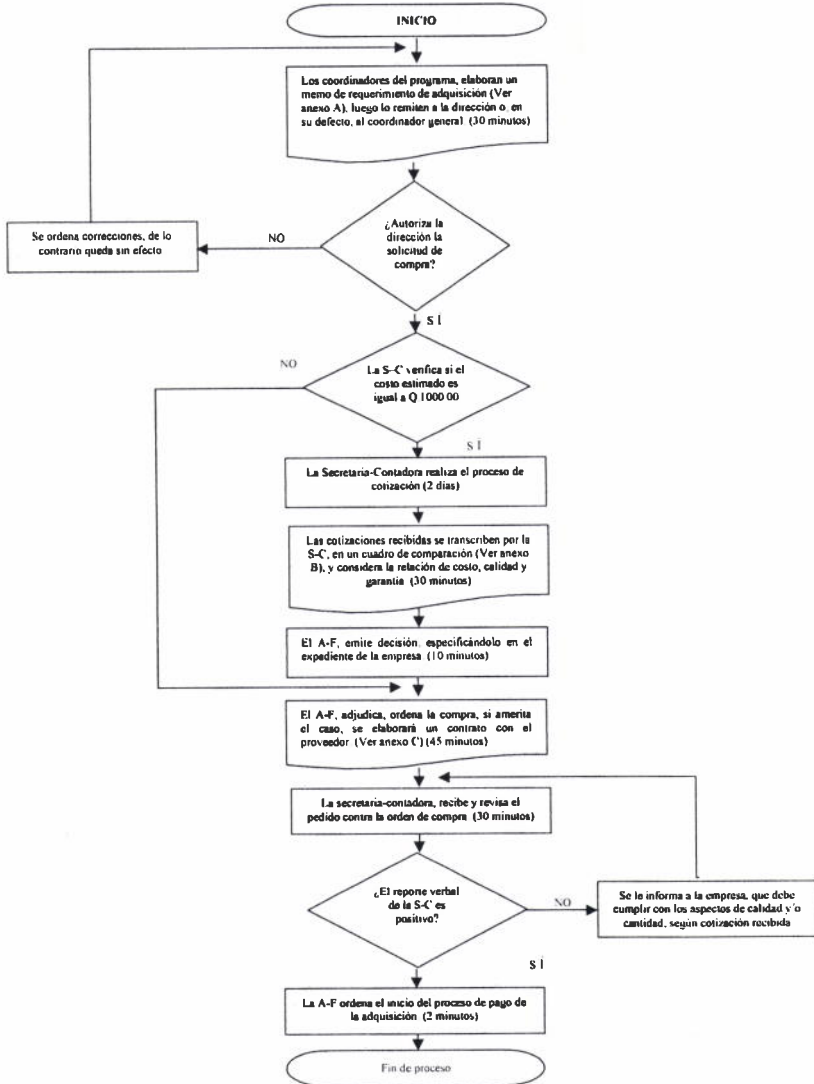 INICIO
Los coordinadores del programa, elaboran un
memo de requerimiento de adquisición (Ver
anexo A), luego lo remiten a la dirección o, en
su defecto, al coordinador general (30 minutos)
¿Autoriza la
dirección la
solicitud de
compra?
NO
Se ordena correcciones, de lo
contrario queda sin efecto
SÍ
La S-C verifica si el
costo estimado es
igual a Q 1000 00
NO
SÍ
La Secretaria-Contadora realiza el proceso de
cotización (2 días)
Las cotizaciones recibidas se transcriben por la
S-C, en un cuadro de comparación (Ver anexo
B), y considera la relación de costo, calidad y
garantía (30 minutos)
El A-F, emite decisión, especificándolo en el
expediente de la empresa (10 minutos)
El A-F, adjudica, ordena la compra, si amerita
el caso, se elaborará un contrato con el
proveedor (Ver anexo C) (45 minutos)
La secretaria-contadora, recibe y revisa el
pedido contra la orden de compra (30 minutos)
¿El reporte verbal
de la S-C es
positivo?
NO
Se le informa a la empresa, que debe
cumplir con los aspectos de calidad y/o
cantidad, según cotización recibida
SÍ
La A-F ordena el inicio del proceso de pago de
la adquisición (2 minutos)
Fin de proceso